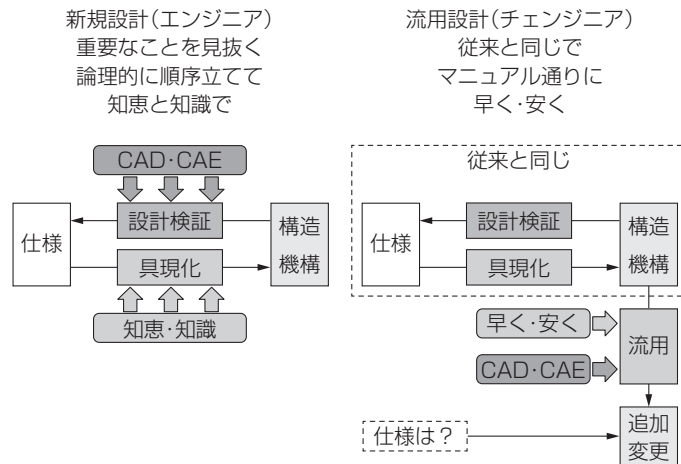 新規設計(エンジニア)
重要なことを見抜く
論理的に順序立てて
知恵と知識で
CAD・CAE
仕様
設計検証
具現化
構造
機構
知恵・知識
流用設計(チェンジニア)
従来と同じで
マニュアル通りに
早く・安く
従来と同じ
仕様
設計検証
具現化
構造
機構
早く・安く
CAD・CAE
流用
仕様は？
追加
変更